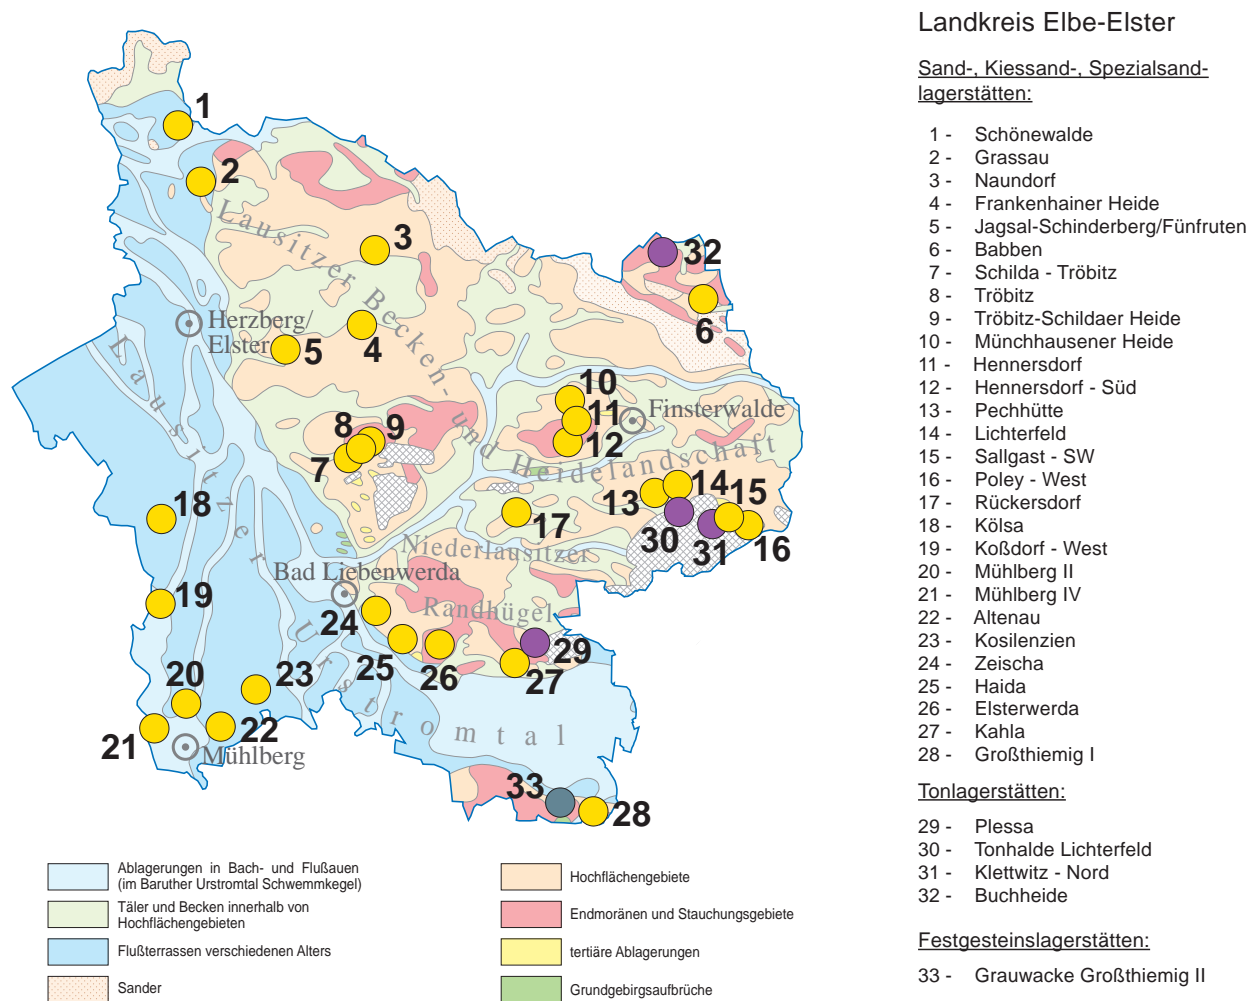 Landkreis Elbe-Elster
Sand-, Kiessand-, Spezialsand-
lagerstätten:
1 - Schönewalde
2 - Grassau
3 - Naundorf
4 - Frankenhainer Heide
5 - Jagsal-Schinderberg/Fünfruten
6 - Babben
7 - Schilda - Tröbitz
8 - Tröbitz
9 - Tröbitz-Schildaer Heide
10 - Münchhausener Heide
11 - Hennersdorf
12 - Hennersdorf - Süd
13 - Pechhütte
14 - Lichterfeld
15 - Sallgast - SW
16 - Poley - West
17 - Rückersdorf
18 - Kölsa
19 - Koßdorf - West
20 - Mühlberg II
21 - Mühlberg IV
22 - Altenau
23 - Kosilenzien
24 - Zeischa
25 - Haida
26 - Elsterwerda
27 - Kahla
28 - Großthiemig I
Tonlagerstätten:
29 - Plessa
30 - Tonhalde Lichterfeld
31 - Klettwitz - Nord
32 - Buchheide
Festgesteinslagerstätten:
33 - Grauwacke Großthiemig II
1
2
3
32
6
Herzberg/
Elster
5
4
10
11
12
Finsterwalde
8
9
7
13
14
15
30
31
16
17
18
19
Bad Liebenwerda
24
25
26
27
29
20
23
21
22
Mühlberg
33
28
Lausitzer Becken- und Heidelandschaft
Lausitzer Urstromtal
Niederlausitzer
Randhügel
Ablagerungen in Bach- und Flußauen
(im Baruther Urstromtal Schwemmkegel)
Täler und Becken innerhalb von
Hochflächengebieten
Flußterrassen verschiedenen Alters
Sander
Hochflächengebiete
Endmoränen und Stauchungsgebiete
tertiäre Ablagerungen
Grundgebirgsaufbrüche